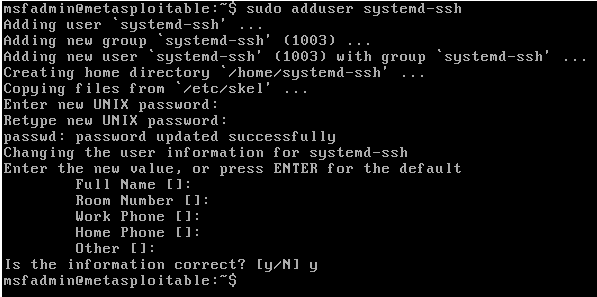 msfadmin@metasploitable:~$ sudo adduser systemd-ssh
Adding user `systemd-ssh' ...
Adding new group `systemd-ssh' (1003) ...
Adding new user `systemd-ssh' (1003) with group `systemd-ssh' ...
Creating home directory `/home/systemd-ssh' ...
Copying files from `/etc/skel' ...
Enter new UNIX password:
Retype new UNIX password:
passwd: password updated successfully
Changing the user information for systemd-ssh
Enter the new value, or press ENTER for the default
Full Name []:
Room Number []:
Work Phone []:
Home Phone []:
Other []:
Is the information correct? [y/N] y
msfadmin@metasploitable:~$